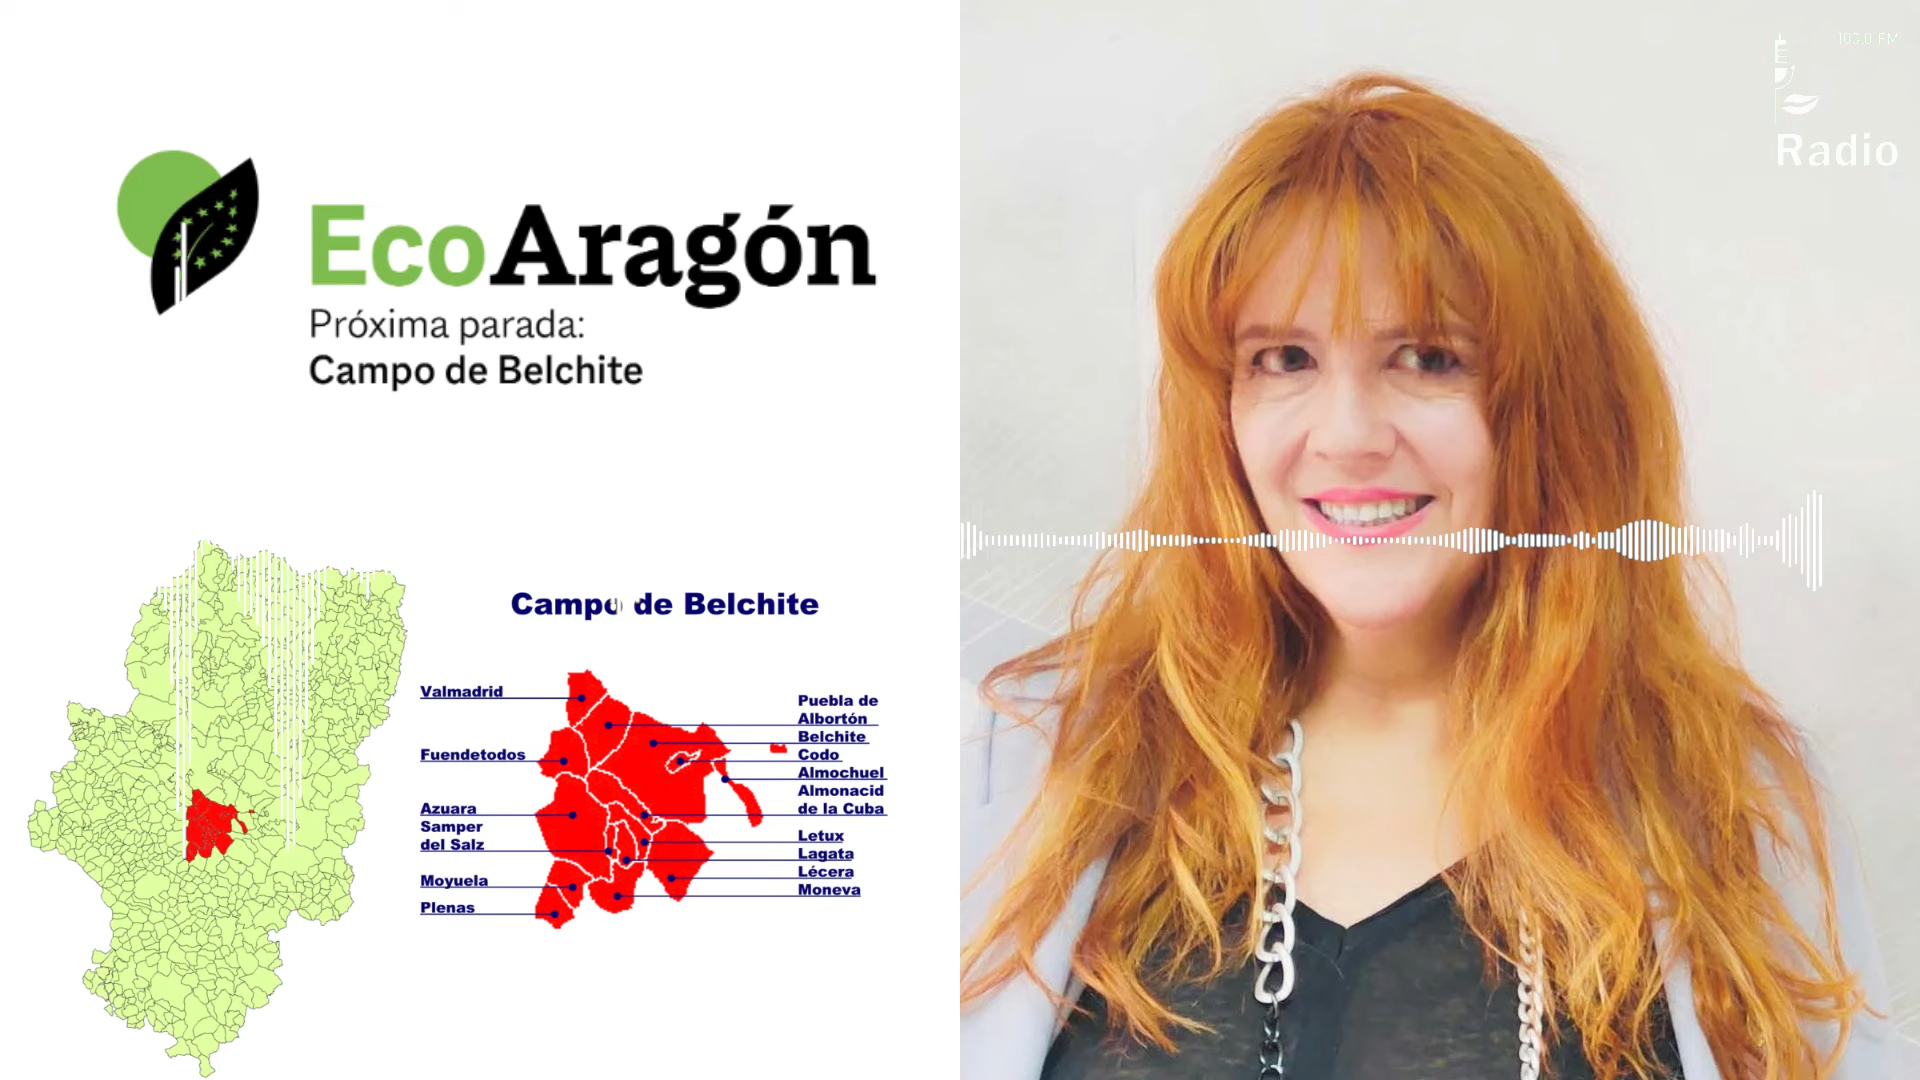 EcoAragón
Próxima parada:
Campo de Belchite
Campo de Belchite
Valmadrid
Fuendetodos
Azuara
Samper
del Salz
Moyuela
Plenas
Puebla de
Albortón
Belchite
Codo
Almochuel
Almonacid
de la Cuba
Letux
Lagata
Lécera
Moneva
Radio